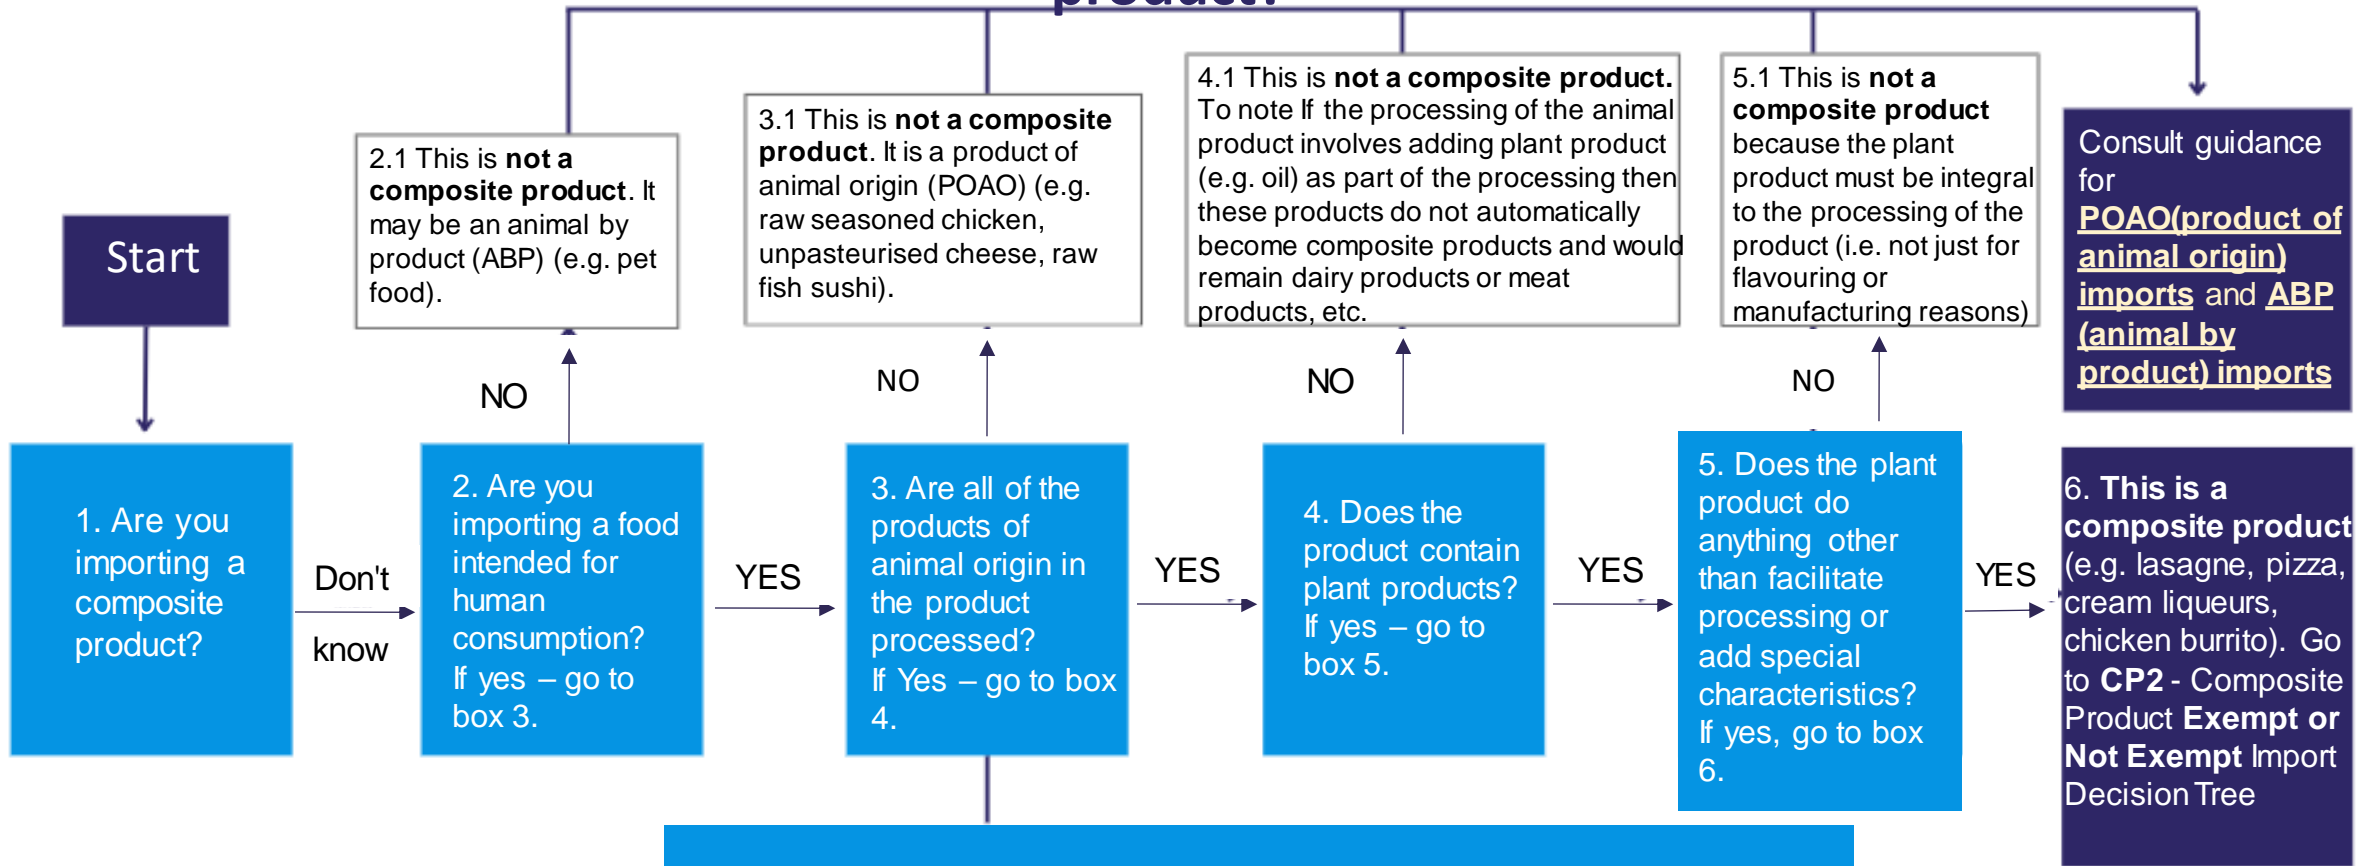 product?
Start
2.1 This is not a
composite product. It
may be an animal by
product (ABP) (e.g. pet
food).
3.1 This is not a composite
product. It is a product of
animal origin (POAO) (e.g.
raw seasoned chicken,
unpasteurised cheese, raw
fish sushi).
4.1 This is not a composite product.
To note If the processing of the animal
product involves adding plant product
(e.g. oil) as part of the processing then
these products do not automatically
become composite products and would
remain dairy products or meat
products, etc.
5.1 This is not a
composite product
because the plant
product must be integral
to the processing of the
product (i.e. not just for
flavouring or
manufacturing reasons)
Consult guidance
for
POAO(product of
animal origin)
imports and ABP
(animal by
product) imports
NO
NO
NO
NO
1. Are you
importing a
composite
product?
Don't
know
2. Are you
importing a food
intended for
human
consumption?
If yes – go to
box 3.
YES
3. Are all of the
products of
animal origin in
the product
processed?
If Yes – go to box
4.
YES
4. Does the
product contain
plant products?
If yes – go to
box 5.
YES
5. Does the plant
product do
anything other
than facilitate
processing or
add special
characteristics?
If yes, go to box
6.
YES
6. This is a
composite product
(e.g. lasagne, pizza,
cream liqueurs,
chicken burrito). Go
to CP2 - Composite
Product Exempt or
Not Exempt Import
Decision Tree